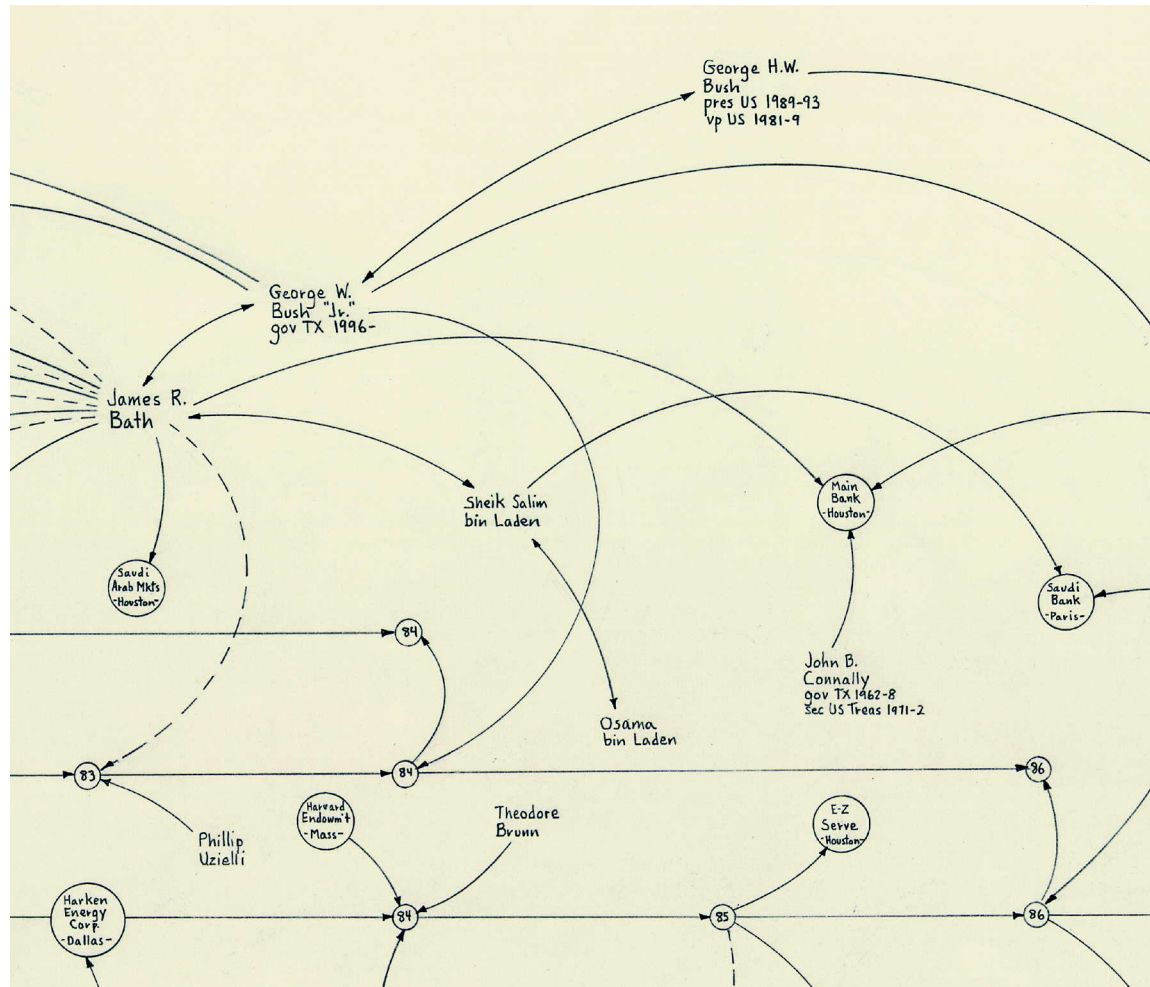 George H.W.
Bush
pres US 1989-93
vp US 1981-9
George W.
Bush "Jr."
gov TX 1996-
James R.
Bath
Sheik Salim
bin Laden
Main
Bank
-Houston-
Saudi
Arab Mkts
-Houston-
Saudi
Bank
-Paris-
84
John B.
Connally
gov TX 1962-8
sec US Treas 1971-2
Osama
bin Laden
83
84
86
Phillip
Uzielli
Harvard
Endowm't
-Mass-
Theodore
Brunn
E-Z
Serve
-Houston-
Harken
Energy
Corp.
-Dallas-
84
85
86